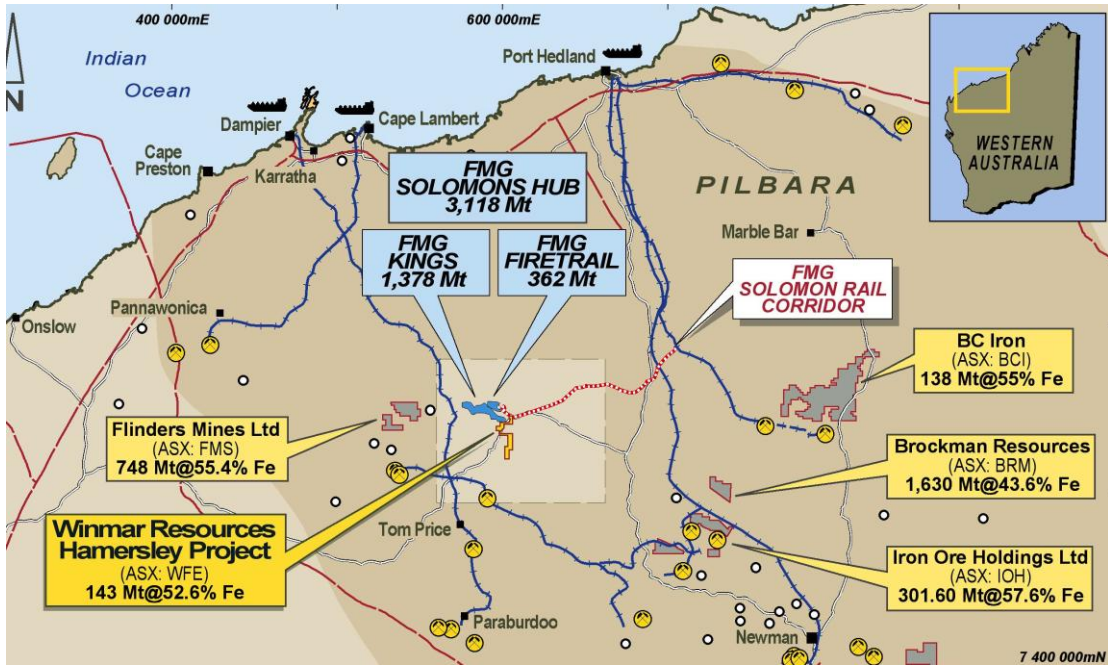 400 000mE
600 000mE
Indian
Ocean
N
Port Hedland
Dampier
Cape Lambert
Cape
Preston
Karratha
FMG
SOLOMONS HUB
3,118 Mt
PILBARA
WESTERN
AUSTRALIA
FMG
KINGS
1,378 Mt
FMG
FIRETRAIL
362 Mt
Marble Bar
FMG
SOLOMON RAIL
CORRIDOR
Pannawonica
Onslow
BC Iron
(ASX: BCI)
138 Mt@55% Fe
Flinders Mines Ltd
(ASX: FMS)
748 Mt@55.4% Fe
Brockman Resources
(ASX: BRM)
1,630 Mt@43.6% Fe
Winmar Resources
Hamersley Project
(ASX: WFE)
143 Mt@52.6% Fe
Tom Price
Iron Ore Holdings Ltd
(ASX: IOH)
301.60 Mt@57.6% Fe
Paraburdoo
Newman
7 400 000mN